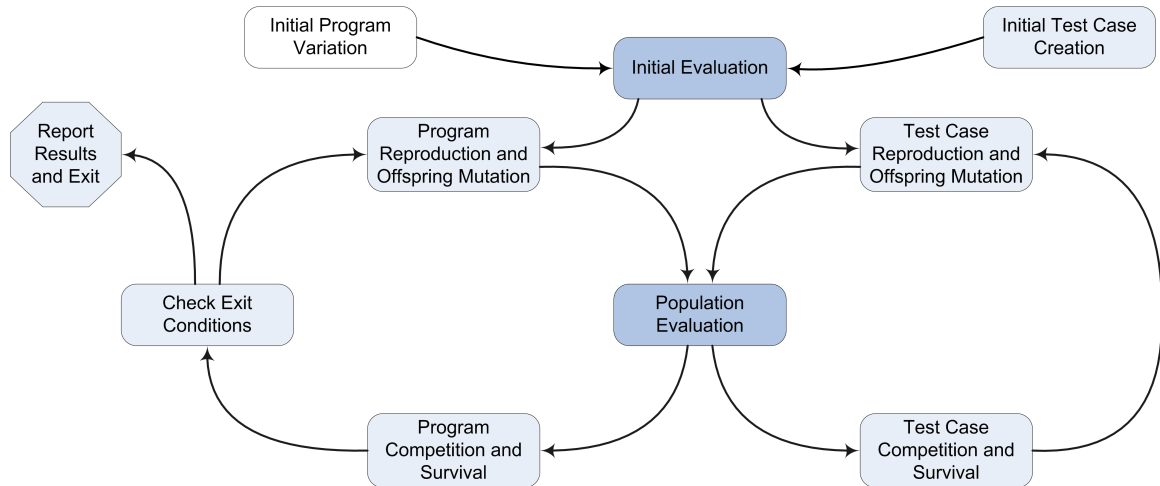 Initial Program
Variation
Initial Evaluation
Initial Test Case
Creation
Report
Results
and Exit
Program
Reproduction and
Offspring Mutation
Test Case
Reproduction and
Offspring Mutation
Check Exit
Conditions
Population
Evaluation
Program
Competition and
Survival
Test Case
Competition and
Survival